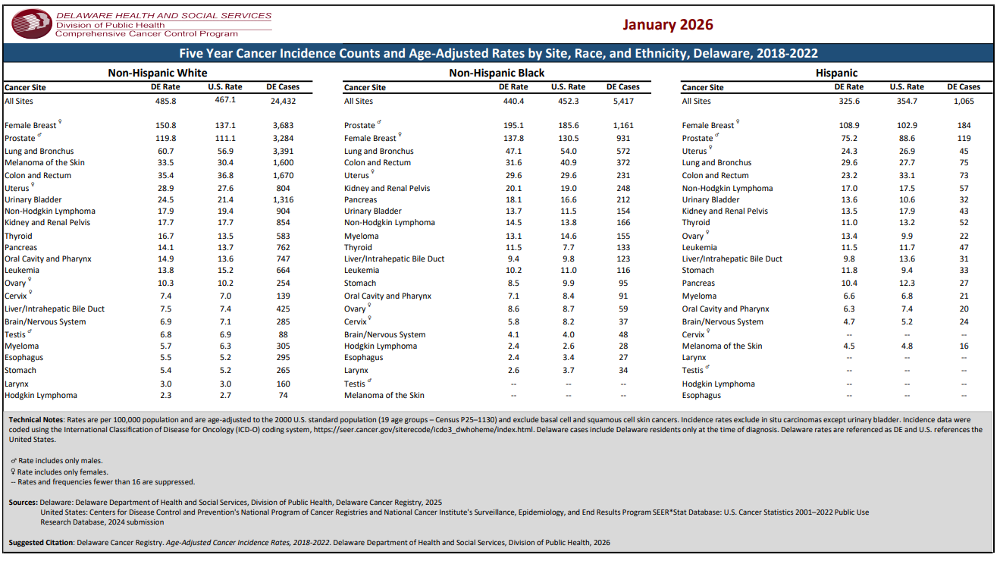 DELAWARE HEALTH AND SOCIAL SERVICES
Division of Public Health
Comprehensive Cancer Control Program
January 2026
Five Year Cancer Incidence Counts and Age-Adjusted Rates by Site, Race, and Ethnicity, Delaware, 2018-2022
Non-Hispanic White
Cancer Site DE Rate U.S. Rate DE Cases
All Sites 485.8 467.1 24,432
Female Breast ♀ 150.8 137.1 3,683
Prostate ♂ 119.8 111.1 3,284
Lung and Bronchus 60.7 56.9 3,391
Melanoma of the Skin 33.5 30.4 1,600
Colon and Rectum 35.4 36.8 1,670
Uterus ♀ 28.9 27.6 804
Urinary Bladder 24.5 21.4 1,316
Non-Hodgkin Lymphoma 17.9 19.4 904
Kidney and Renal Pelvis 17.7 17.7 854
Thyroid 16.7 13.5 583
Pancreas 14.1 13.7 762
Oral Cavity and Pharynx 14.9 13.6 747
Leukemia 13.8 15.2 664
Ovary ♀ 10.3 10.2 254
Cervix ♀ 7.4 7.0 139
Liver/Intrahepatic Bile Duct 7.5 7.4 425
Brain/Nervous System 6.9 7.1 285
Testis ♂ 6.8 6.9 88
Myeloma 5.7 6.3 305
Esophagus 5.5 5.2 295
Stomach 5.4 5.2 265
Larynx 3.0 3.0 160
Hodgkin Lymphoma 2.3 2.7 74
Non-Hispanic Black
Cancer Site DE Rate U.S. Rate DE Cases
All Sites 440.4 452.3 5,417
Prostate ♂ 195.1 185.6 1,161
Female Breast ♀ 137.8 130.5 931
Lung and Bronchus 47.1 54.0 572
Colon and Rectum 31.6 40.9 372
Uterus ♀ 29.6 29.6 231
Kidney and Renal Pelvis 20.1 19.0 248
Pancreas 18.1 16.6 212
Urinary Bladder 13.7 11.5 154
Non-Hodgkin Lymphoma 14.5 13.8 166
Myeloma 13.1 14.6 155
Thyroid 11.5 7.7 133
Liver/Intrahepatic Bile Duct 9.4 9.8 123
Leukemia 10.2 11.0 116
Stomach 8.5 9.9 95
Oral Cavity and Pharynx 7.1 8.4 91
Ovary ♀ 8.6 8.7 59
Cervix ♀ 5.8 8.2 37
Brain/Nervous System 4.1 4.0 48
Hodgkin Lymphoma 2.4 2.6 28
Esophagus 2.4 3.4 27
Larynx 2.6 3.7 34
Testis ♂ -- -- --
Melanoma of the Skin -- -- --
Hispanic
Cancer Site DE Rate U.S. Rate DE Cases
All Sites 325.6 354.7 1,065
Female Breast ♀ 108.9 102.9 184
Prostate ♂ 75.2 88.6 119
Uterus ♀ 24.3 26.9 45
Lung and Bronchus 29.6 27.7 75
Colon and Rectum 23.2 33.1 73
Non-Hodgkin Lymphoma 17.0 17.5 57
Urinary Bladder 13.6 10.6 32
Kidney and Renal Pelvis 13.5 17.9 43
Thyroid 11.0 13.2 52
Ovary ♀ 13.4 9.9 22
Leukemia 11.5 11.7 47
Liver/Intrahepatic Bile Duct 9.8 13.6 31
Stomach 11.8 9.4 33
Pancreas 10.4 12.3 27
Myeloma 6.6 6.8 21
Oral Cavity and Pharynx 6.3 7.4 20
Brain/Nervous System 4.7 5.2 24
Cervix ♀ -- -- --
Melanoma of the Skin 4.5 4.8 16
Larynx -- -- --
Testis ♂ -- -- --
Hodgkin Lymphoma -- -- --
Esophagus -- -- --
Technical Notes: Rates are per 100,000 population and are age-adjusted to the 2000 U.S. standard population (19 age groups – Census P25–1130) and exclude basal cell and squamous cell skin cancers. Incidence rates exclude in situ carcinomas except urinary bladder. Incidence data were
coded using the International Classification of Disease for Oncology (ICD-O) coding system, https://seer.cancer.gov/siterecode/icdo3_dwhoheme/index.html. Delaware cases include Delaware residents only at the time of diagnosis. Delaware rates are referenced as DE and U.S. references the
United States.
♂ Rate includes only males.
♀ Rate includes only females.
-- Rates and frequencies fewer than 16 are suppressed.
Sources: Delaware: Delaware Department of Health and Social Services, Division of Public Health, Delaware Cancer Registry, 2025
United States: Centers for Disease Control and Prevention's National Program of Cancer Registries and National Cancer Institute's Surveillance, Epidemiology, and End Results Program SEER*Stat Database: U.S. Cancer Statistics 2001–2022 Public Use
Research Database, 2024 submission
Suggested Citation: Delaware Cancer Registry. Age-Adjusted Cancer Incidence Rates, 2018-2022. Delaware Department of Health and Social Services, Division of Public Health, 2026